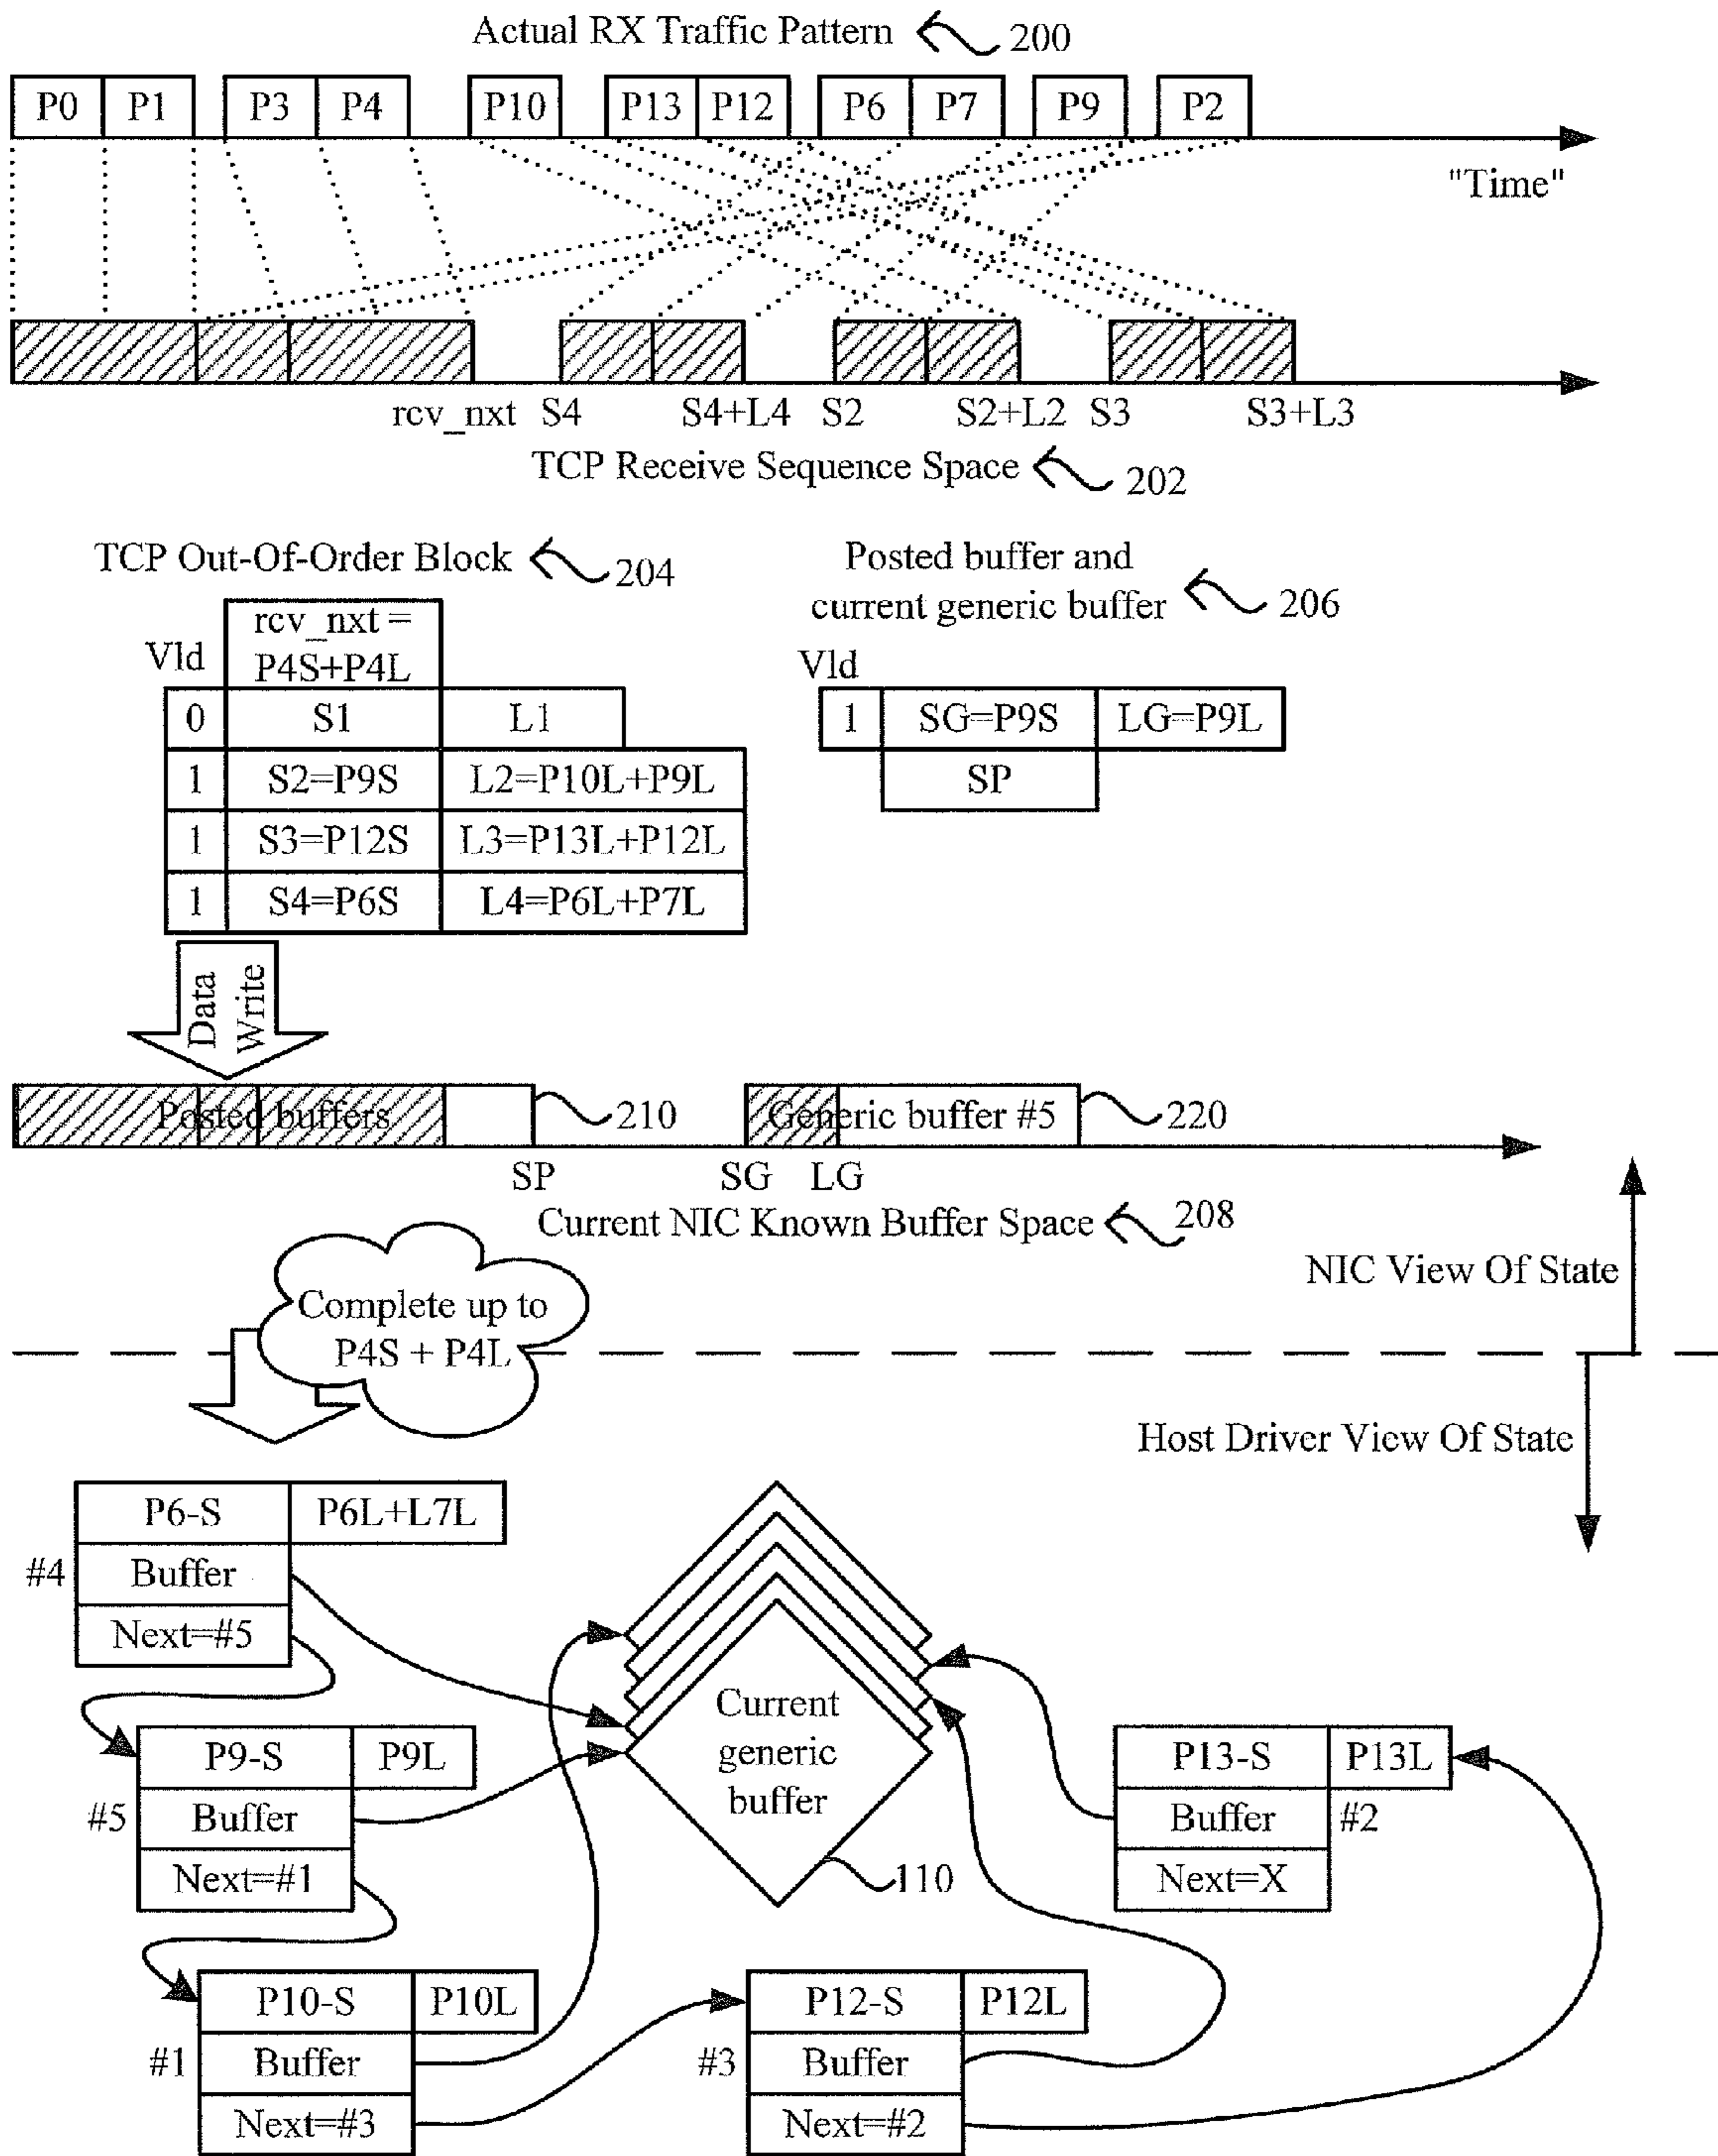 Actual RX Traffic Pattern 200
P0 P1 P3 P4 P10 P13 P12 P6 P7 P9 P2
"Time"
rcv_nxt S4 S4+L4 S2 S2+L2 S3 S3+L3
TCP Receive Sequence Space 202
TCP Out-Of-Order Block 204
Posted buffer and
current generic buffer 206
rcv_nxt =
Vld P4S+P4L
0 S1 L1
1 S2=P9S L2=P10L+P9L
1 S3=P12S L3=P13L+P12L
1 S4=P6S L4=P6L+P7L
Vld
1 SG=P9S LG=P9L
SP
Data
Write
Posted buffers 210 Generic buffer #5 220
SP SG LG
Current NIC Known Buffer Space 208
NIC View Of State
Complete up to
P4S + P4L
Host Driver View Of State
P6-S P6L+L7L
#4 Buffer
Next=#5
Current
generic
buffer
110
P9-S P9L
#5 Buffer
Next=#1
P13-S P13L
Buffer #2
Next=X
P10-S P10L
#1 Buffer
Next=#3
P12-S P12L
#3 Buffer
Next=#2